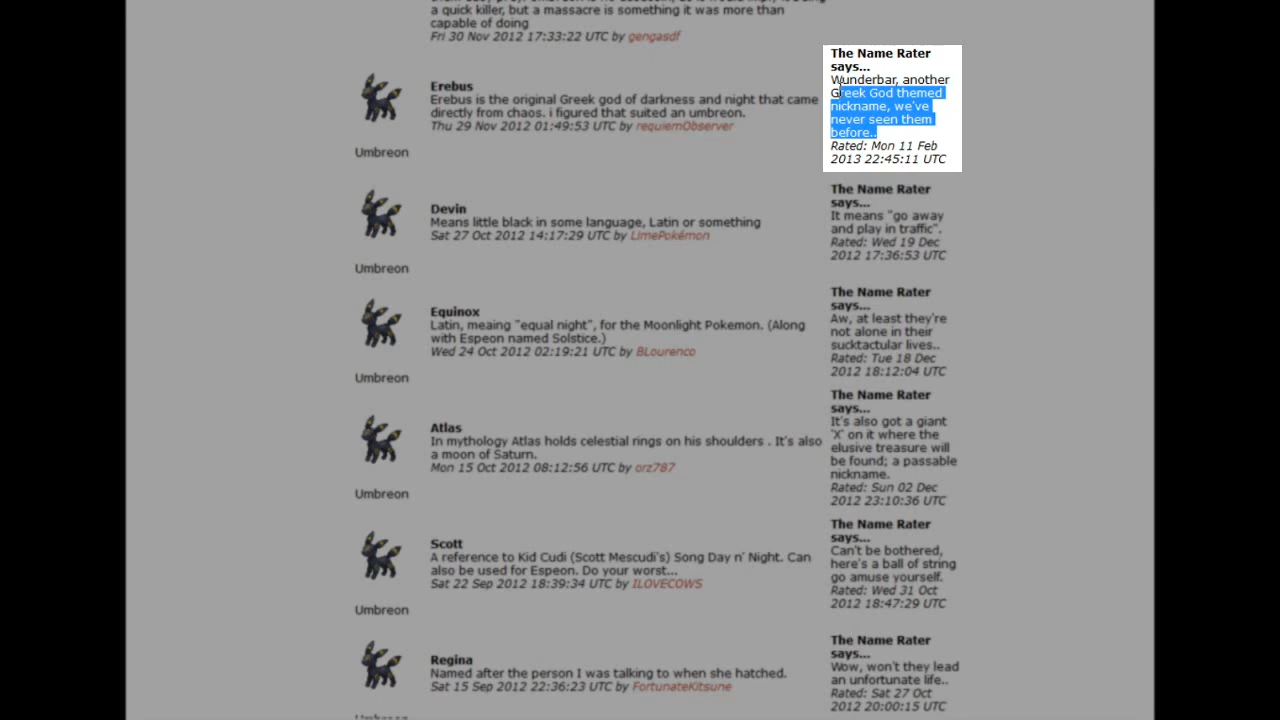 a quick killer, but a massacre is something it was more than
capable of doing
Fri 30 Nov 2012 17:33:22 UTC by gengasdf
Erebus
Erebus is the original Greek god of darkness and night that came
directly from chaos. i figured that suited an umbreon.
Thu 29 Nov 2012 01:49:53 UTC by requiemObserver
Umbreon
The Name Rater
says...
Wunderbar, another
Greek God themed
nickname, we've
never seen them
before..
Rated: Mon 11 Feb
2013 22:45:11 UTC
Devin
Means little black in some language, Latin or something
Sat 27 Oct 2012 14:17:29 UTC by LimePokémon
Umbreon
The Name Rater
says...
It means "go away
and play in traffic".
Rated: Wed 19 Dec
2012 17:36:53 UTC
Equinox
Latin, meaing "equal night", for the Moonlight Pokemon. (Along
with Espeon named Solstice.)
Wed 24 Oct 2012 02:19:21 UTC by BLourenco
Umbreon
The Name Rater
says...
Aw, at least they're
not alone in their
sucktactular lives..
Rated: Tue 18 Dec
2012 18:12:04 UTC
Atlas
In mythology Atlas holds celestial rings on his shoulders . It's also
a moon of Saturn.
Mon 15 Oct 2012 08:12:56 UTC by orz787
Umbreon
The Name Rater
says...
It's also got a giant
'X' on it where the
elusive treasure will
be found; a passable
nickname.
Rated: Sun 02 Dec
2012 23:10:36 UTC
Scott
A reference to Kid Cudi (Scott Mescudi's) Song Day n' Night. Can
also be used for Espeon. Do your worst...
Sat 22 Sep 2012 18:39:34 UTC by ILOVECOWS
Umbreon
The Name Rater
says...
Can't be bothered,
here's a ball of string
go amuse yourself.
Rated: Wed 31 Oct
2012 18:47:29 UTC
Regina
Named after the person I was talking to when she hatched.
Sat 15 Sep 2012 22:36:23 UTC by FortunateKitsune
Umbreon
The Name Rater
says...
Wow, won't they lead
an unfortunate life..
Rated: Sat 27 Oct
2012 20:00:15 UTC